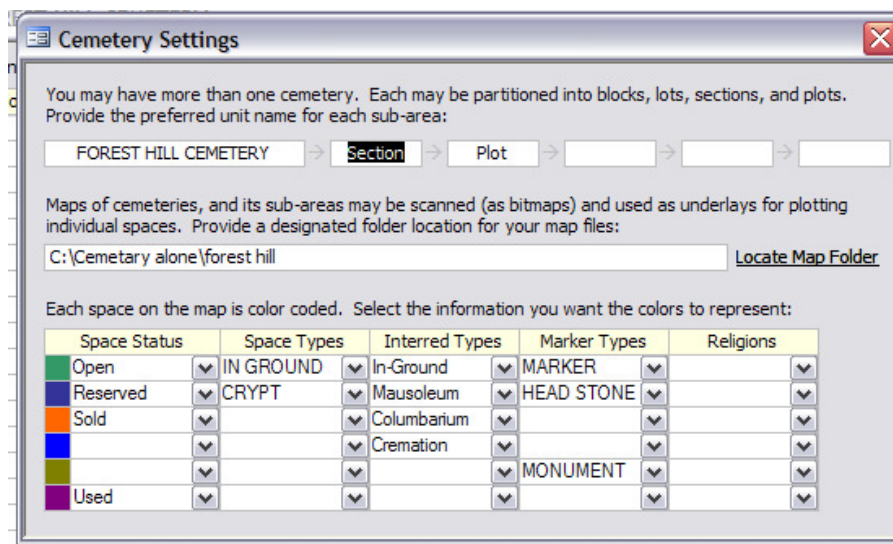 Cemetery Settings
You may have more than one cemetery. Each may be partitioned into blocks, lots, sections, and plots.
Provide the preferred unit name for each sub-area:
FOREST HILL CEMETERY → Section → Plot → → →
Maps of cemeteries, and its sub-areas may be scanned (as bitmaps) and used as underlays for plotting
individual spaces. Provide a designated folder location for your map files:
C:\Cemetary alone\forest hill Locate Map Folder
Each space on the map is color coded. Select the information you want the colors to represent:
Space Status Space Types Interred Types Marker Types Religions
Open IN GROUND In-Ground MARKER
Reserved CRYPT Mausoleum HEAD STONE
Sold Columbarium
Cremation
MONUMENT
Used